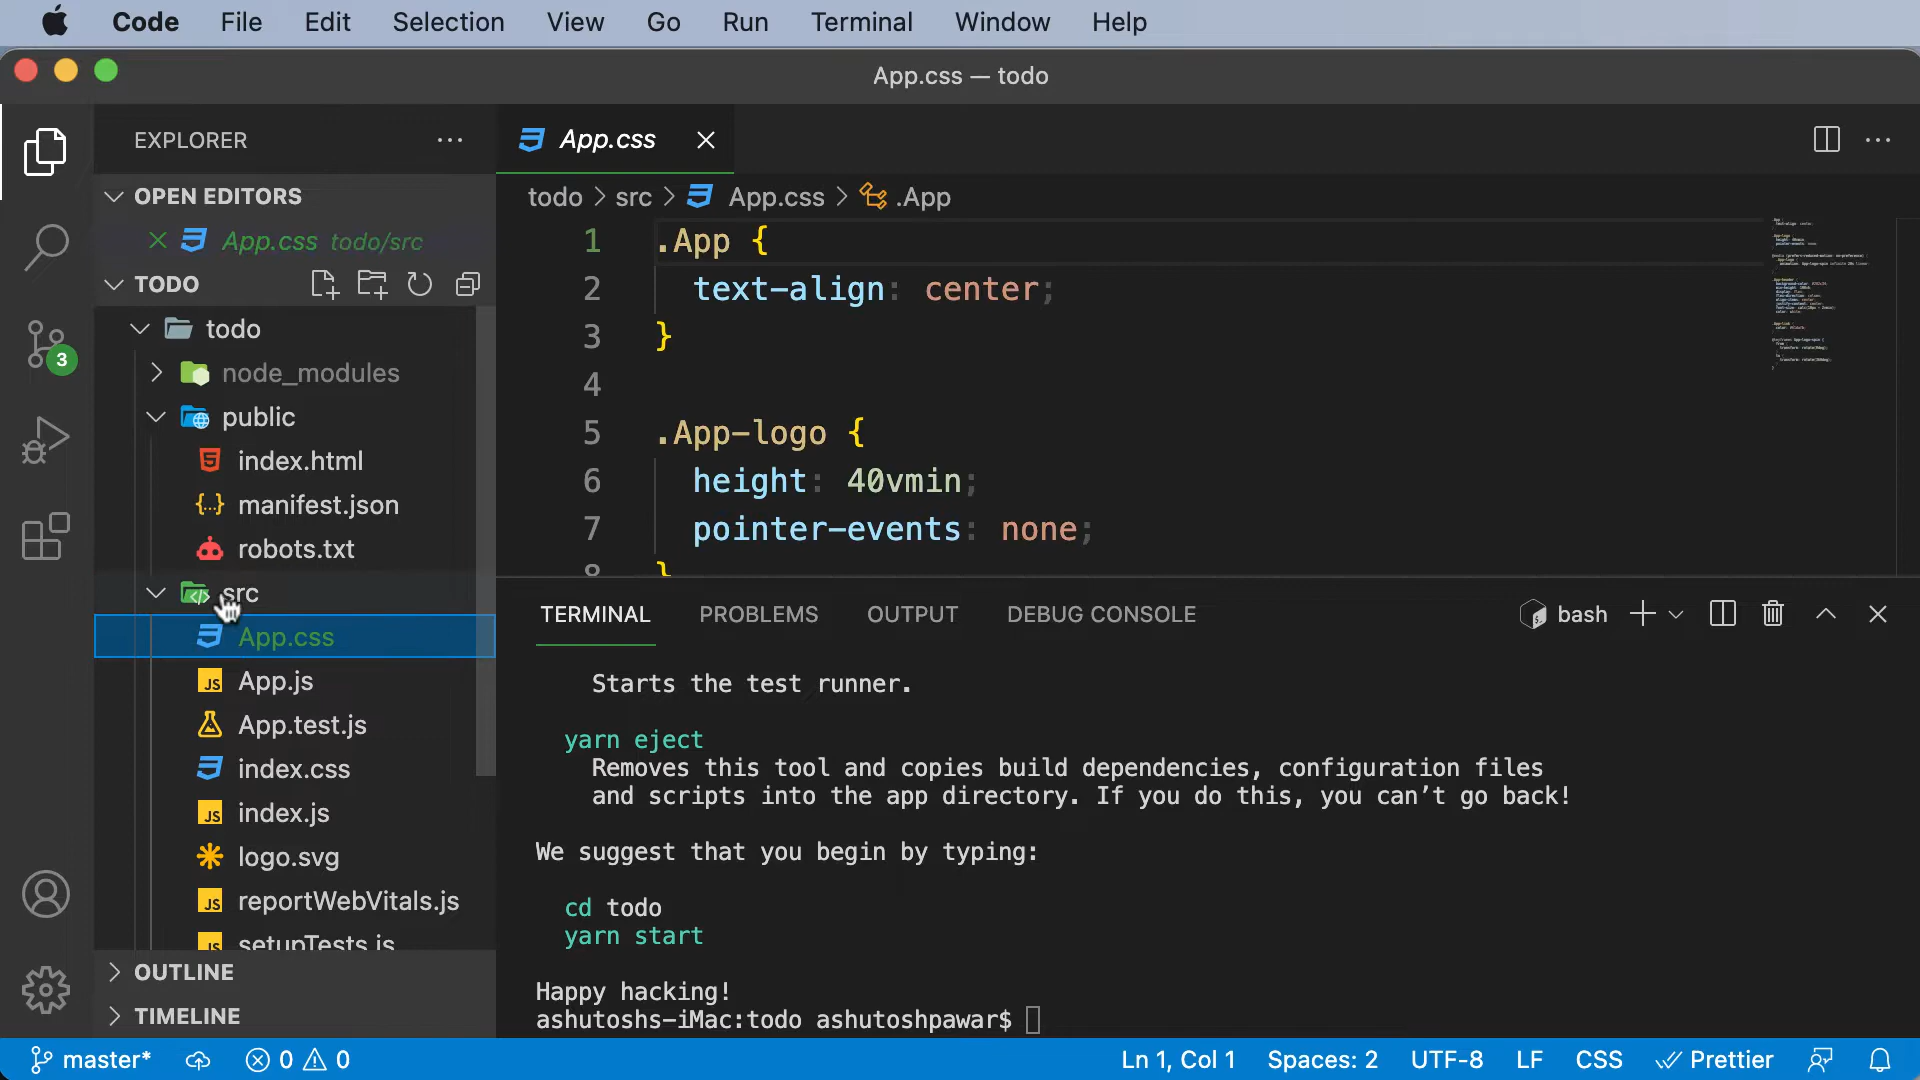 Code File Edit Selection View Go Run Terminal Window Help
App.css — todo
EXPLORER
OPEN EDITORS
App.css todo/src
TODO
todo
node_modules
public
index.html
manifest.json
robots.txt
src
App.css
App.js
App.test.js
index.css
index.js
logo.svg
reportWebVitals.js
setupTests.js
OUTLINE
TIMELINE
3
App.css
todo > src > App.css > .App
1 .App {
2 text-align: center;
3 }
4
5 .App-logo {
6 height: 40vmin;
7 pointer-events: none;
8 }
TERMINAL PROBLEMS OUTPUT DEBUG CONSOLE bash
Starts the test runner.
yarn eject
Removes this tool and copies build dependencies, configuration files
and scripts into the app directory. If you do this, you can’t go back!
We suggest that you begin by typing:
cd todo
yarn start
Happy hacking!
ashutoshs-iMac:todo ashutoshpawar$
master* 0 0 Ln 1, Col 1 Spaces: 2 UTF-8 LF CSS Prettier